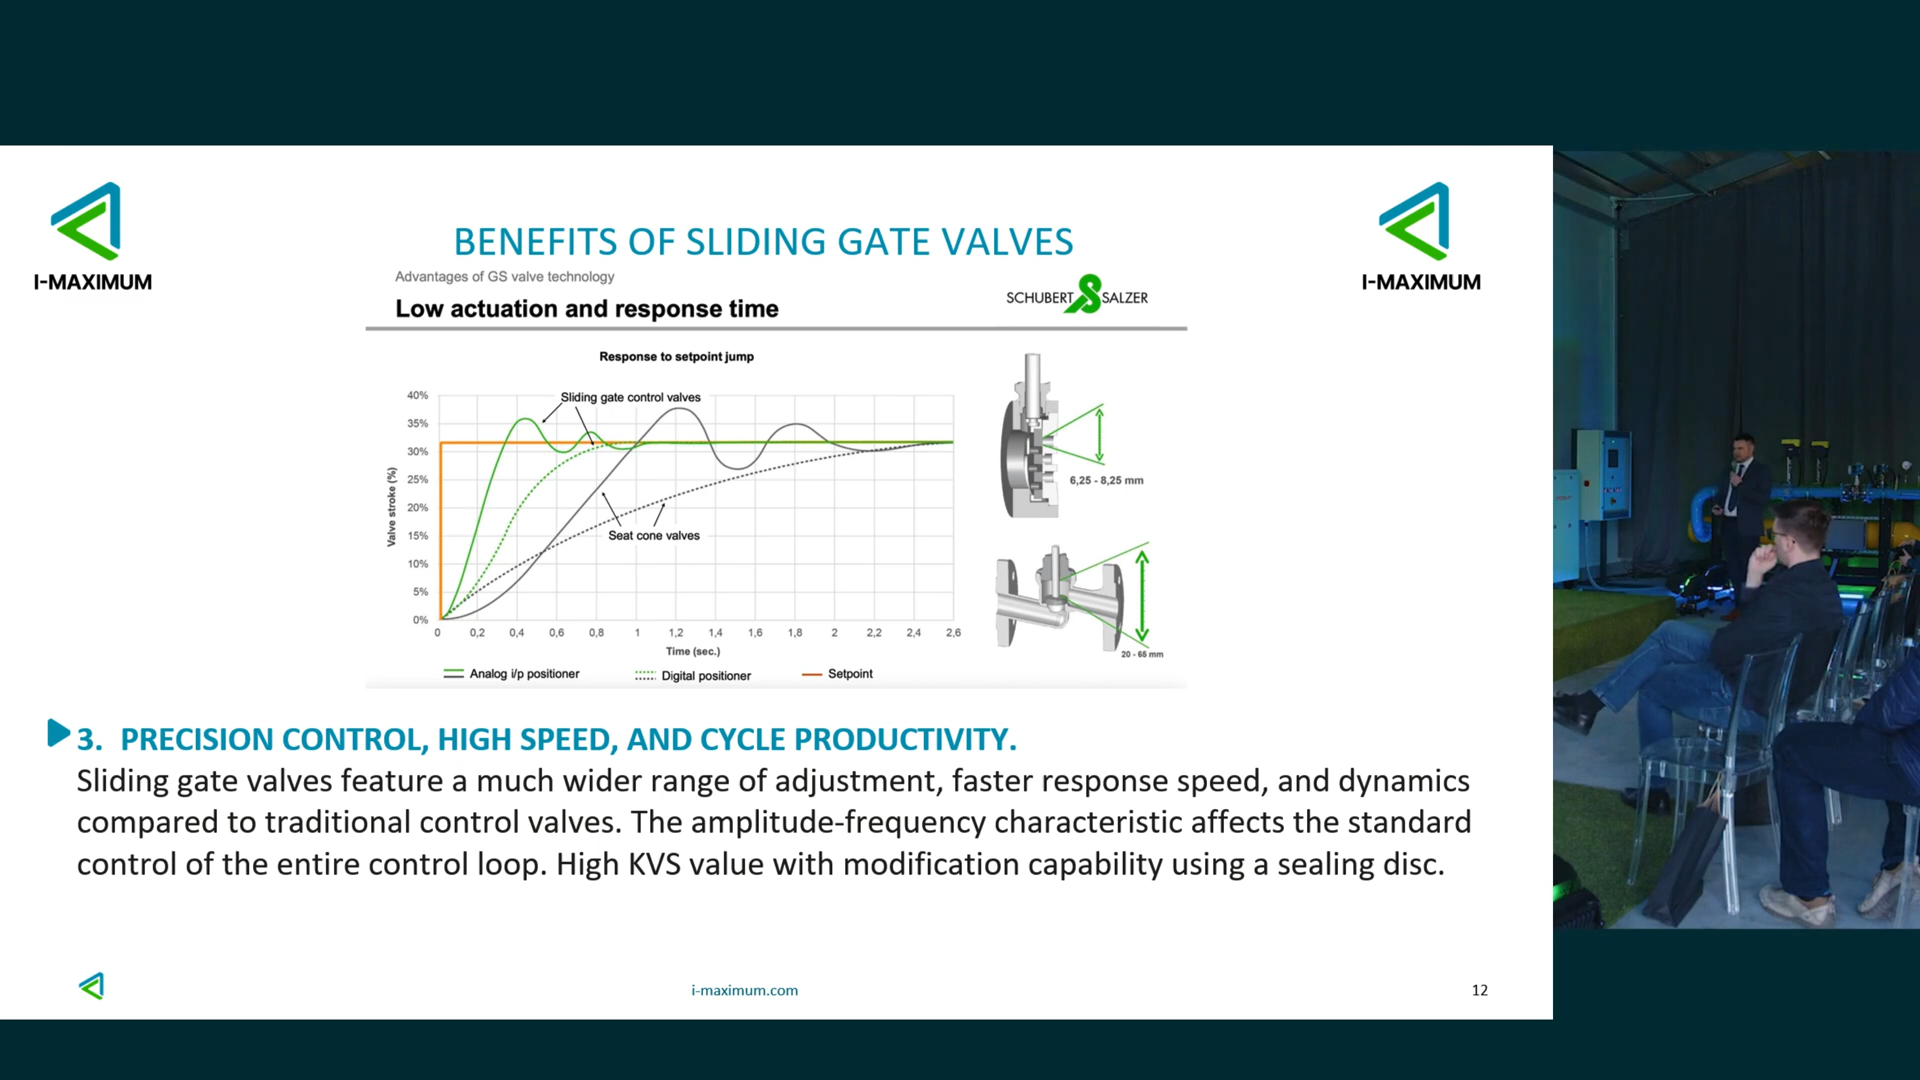 I-MAXIMUM
I-MAXIMUM
BENEFITS OF SLIDING GATE VALVES
Advantages of GS valve technology
Low actuation and response time
SCHUBERT SALZER
Response to setpoint jump
Valve stroke (%)
40%
35%
30%
25%
20%
15%
10%
5%
0%
Sliding gate control valves
Seat cone valves
0 0,2 0,4 0,6 0,8 1 1,2 1,4 1,6 1,8 2 2,2 2,4 2,6
Time (sec.)
Analog i/p positioner Digital positioner Setpoint
6,25 - 8,25 mm
20 - 65 mm
3. PRECISION CONTROL, HIGH SPEED, AND CYCLE PRODUCTIVITY.
Sliding gate valves feature a much wider range of adjustment, faster response speed, and dynamics
compared to traditional control valves. The amplitude-frequency characteristic affects the standard
control of the entire control loop. High KVS value with modification capability using a sealing disc.
i-maximum.com
12